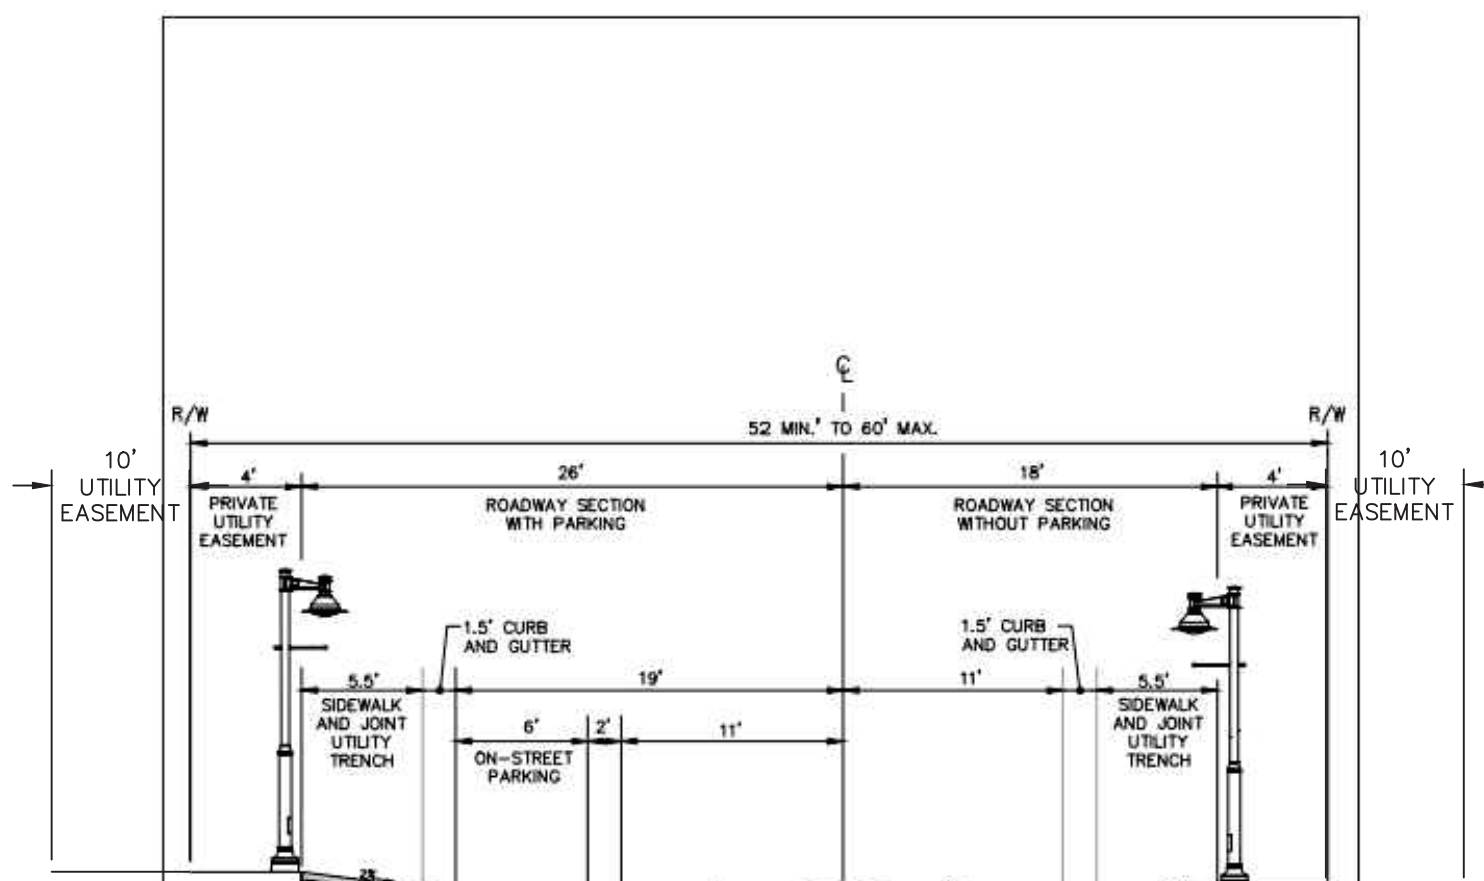 ℄
R/W
R/W
52 MIN.' TO 60' MAX.
10'
UTILITY
EASEMENT
4'
PRIVATE
UTILITY
EASEMENT
26'
ROADWAY SECTION
WITH PARKING
18'
ROADWAY SECTION
WITHOUT PARKING
4'
PRIVATE
UTILITY
EASEMENT
10'
UTILITY
EASEMENT
1.5' CURB
AND GUTTER
1.5' CURB
AND GUTTER
5.5'
SIDEWALK
AND JOINT
UTILITY
TRENCH
19'
11'
5.5'
SIDEWALK
AND JOINT
UTILITY
TRENCH
6'
ON-STREET
PARKING
2'
11'
2%